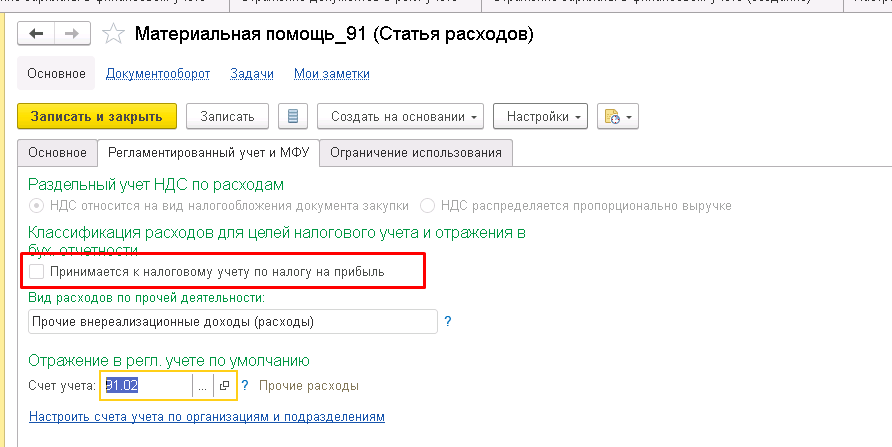 Материальная помощь_91 (Статья расходов)
Основное Документооборот Задачи Мои заметки
Записать и закрыть Записать Создать на основании Настройки
Основное Регламентированный учет и МФУ Ограничение использования
Раздельный учет НДС по расходам
НДС относится на вид налогообложения документа закупки НДС распределяется пропорционально выручке
Классификация расходов для целей налогового учета и отражения в
бух. отчетности
Принимается к налоговому учету по налогу на прибыль
Вид расходов по прочей деятельности:
Прочие внереализационные доходы (расходы) ?
Отражение в регл. учете по умолчанию
Счет учета: 91.02 ... ? Прочие расходы
Настроить счета учета по организациям и подразделениям